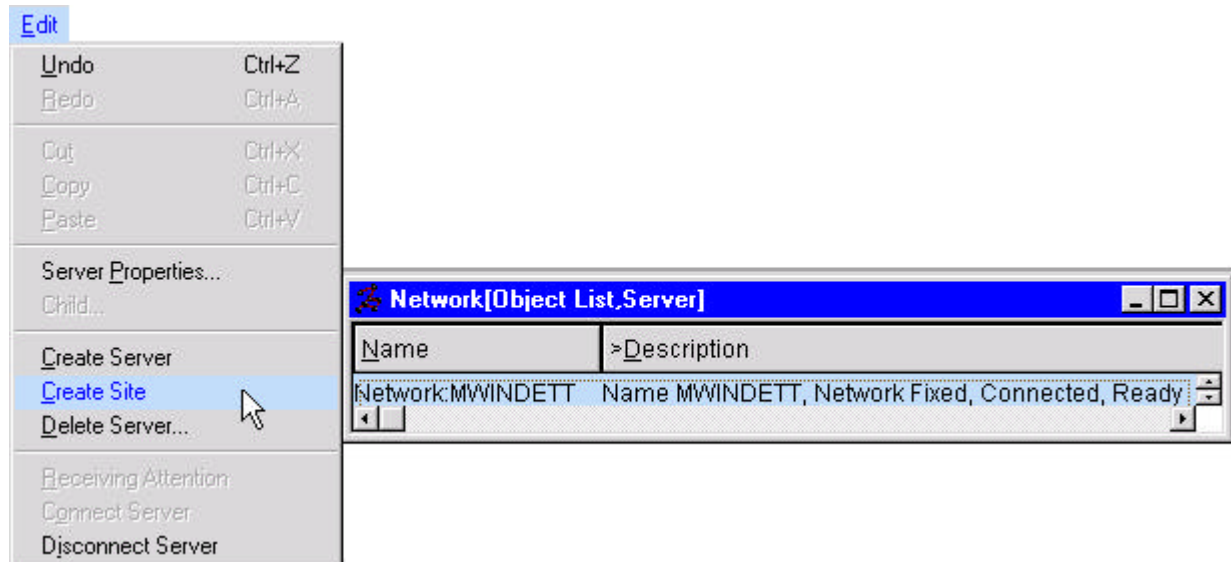 Edit
Undo Ctrl+Z
Redo Ctrl+A
Cut Ctrl+X
Copy Ctrl+C
Paste Ctrl+V
Server Properties...
Child...
Create Server
Create Site
Delete Server...
Receiving Attention
Connect Server
Disconnect Server
Network[Object List,Server]
Name >Description
Network:MWINDETT Name MWINDETT, Network Fixed, Connected, Ready